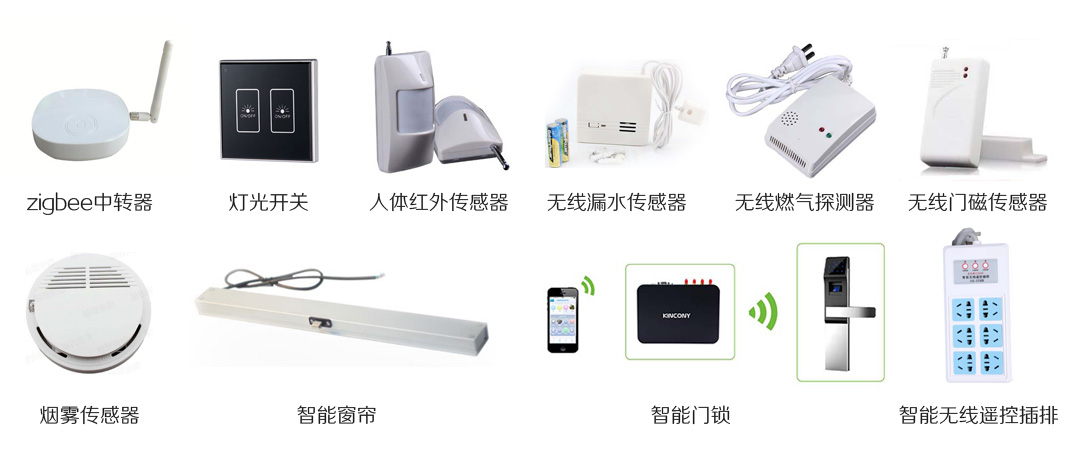 ON/OFF ON/OFF
zigbee中转器
灯光开关
人体红外传感器
无线漏水传感器
无线燃气探测器
无线门磁传感器
KINCONY
烟雾传感器
智能窗帘
智能门锁
智能无线遥控插排